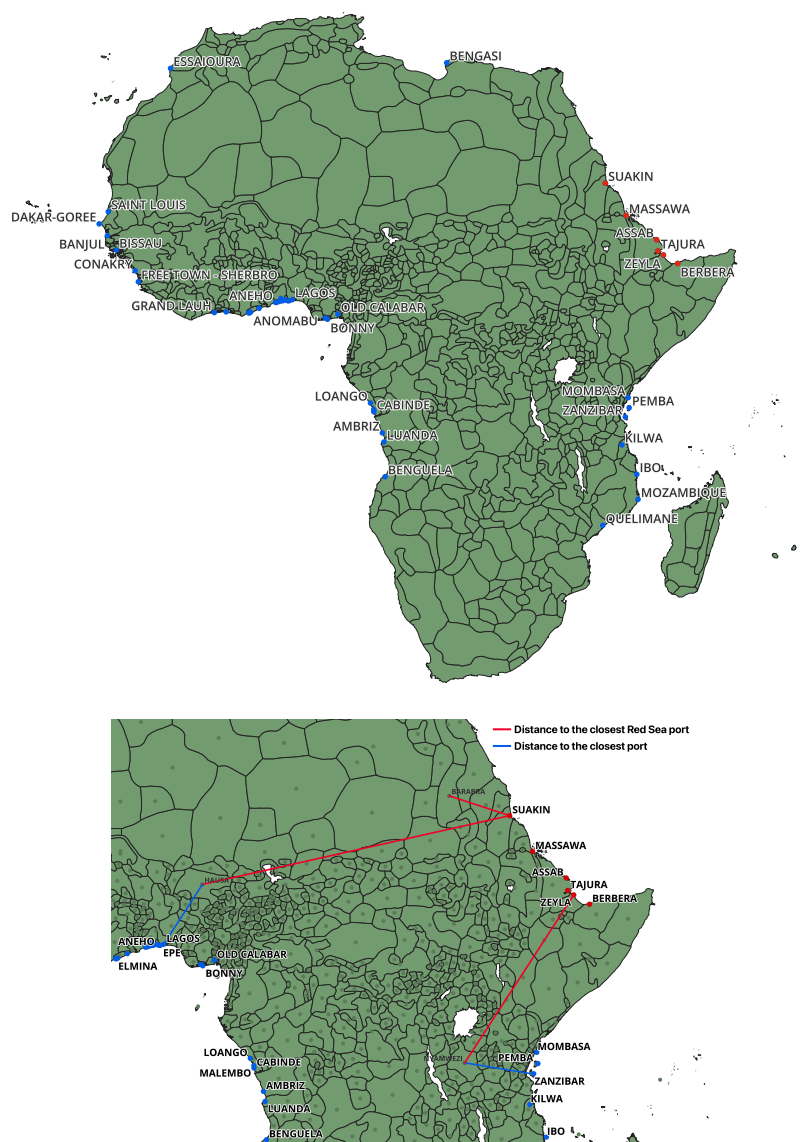 BENGASI
ESSAIOURA
SUAKIN
SAINT LOUIS
MASSAWA
DAKAR-GOREE
ASSAB
TAJURA
BANJUL
BISSAU
ZEYLA
CONAKRY
BERBERA
FREE TOWN - SHERBRO
LAGOS
ANEHO
GRAND LAUH
OLD CALABAR
ANOMABU
BONNY
MOMBASA
LOANGO
PEMBA
CABINDE
ZANZIBAR
AMBRIZ
LUANDA
KILWA
BENGUELA
IBO
MOZAMBIQUE
QUELIMANE
Distance to the closest Red Sea port
Distance to the closest port
BARABRA
SUAKIN
MASSAWA
ASSAB
HAUSA
TAJURA
BERBERA
ZEYLA
LAGOS
ANEHO
EPE
OLD CALABAR
ELMINA
BONNY
MOMBASA
LOANGO
NYAMWEZI
PEMBA
CABINDE
MALEMBO
ZANZIBAR
AMBRIZ
KILWA
LUANDA
IBO
BENGUELA